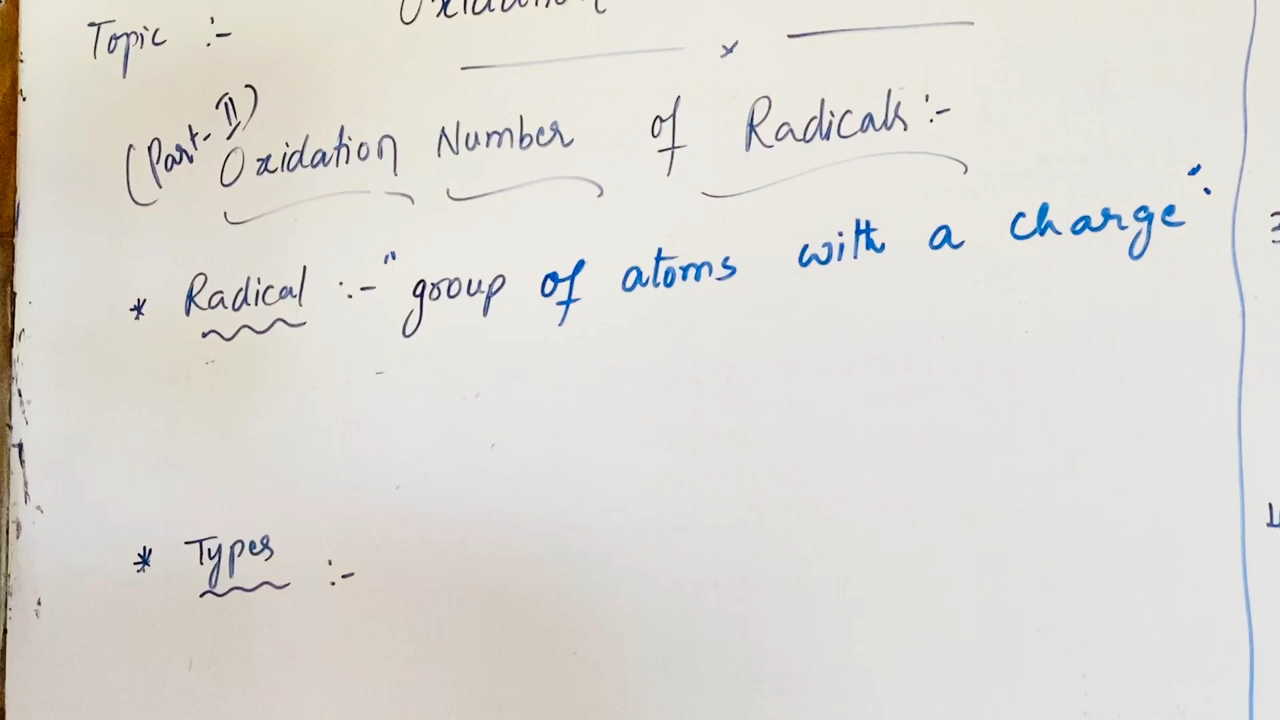 Topic :-
(Part-II) Oxidation Number of Radicals :-
* Radical :- "group of atoms with a charge".
* Types :-